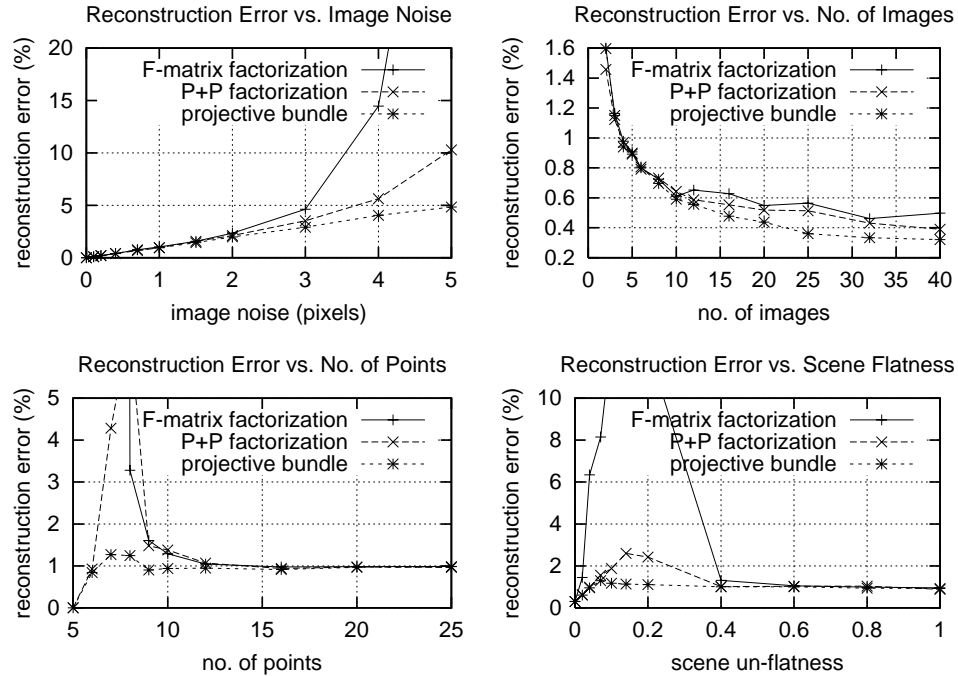 Reconstruction Error vs. Image Noise
reconstruction error (%)
20
15
10
5
0
F-matrix factorization
P+P factorization
projective bundle
0 1 2 3 4 5
image noise (pixels)
Reconstruction Error vs. No. of Images
reconstruction error (%)
1.6
1.4
1.2
1
0.8
0.6
0.4
0.2
F-matrix factorization
P+P factorization
projective bundle
0 5 10 15 20 25 30 35 40
no. of images
Reconstruction Error vs. No. of Points
reconstruction error (%)
5
4
3
2
1
0
F-matrix factorization
P+P factorization
projective bundle
5 10 15 20 25
no. of points
Reconstruction Error vs. Scene Flatness
reconstruction error (%)
10
8
6
4
2
0
F-matrix factorization
P+P factorization
projective bundle
0 0.2 0.4 0.6 0.8 1
scene un-flatness